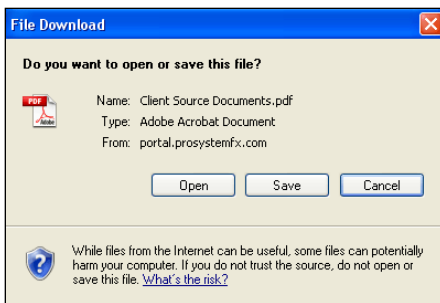 File Download
Do you want to open or save this file?
PDF
Adobe
Name: Client Source Documents.pdf
Type: Adobe Acrobat Document
From: portal.prosystemfx.com
Open Save Cancel
While files from the Internet can be useful, some files can potentially
harm your computer. If you do not trust the source, do not open or
save this file. What's the risk?